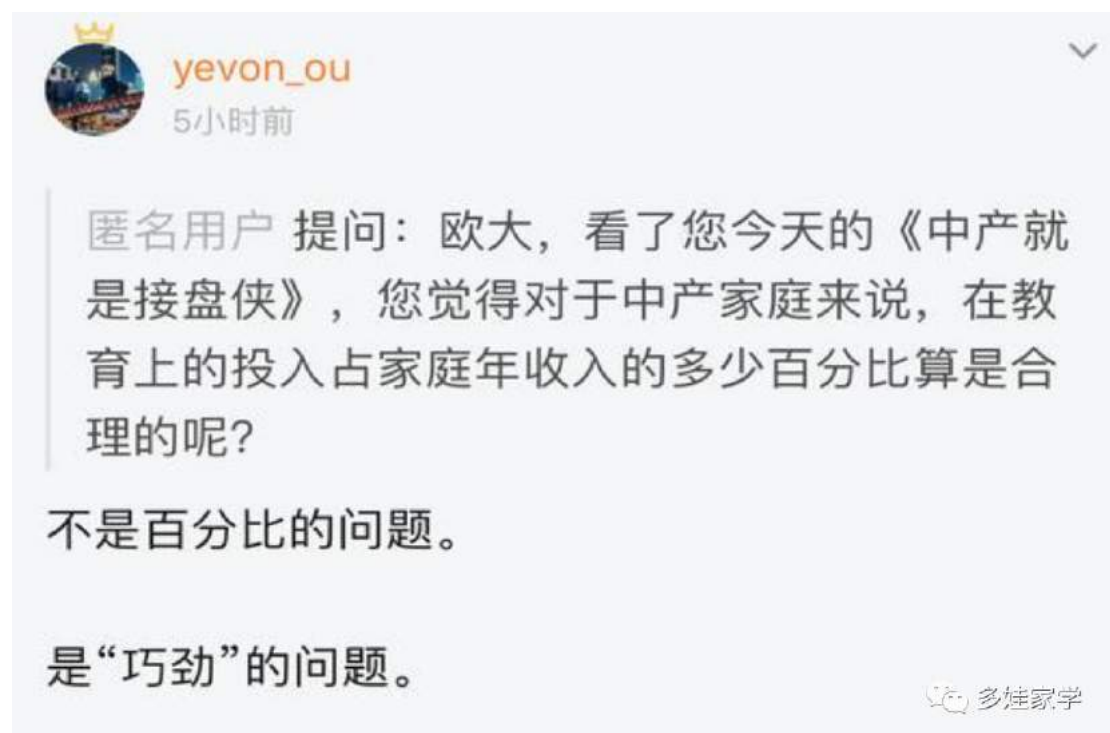 yevon_ou
5小时前
匿名用户 提问：欧大，看了您今天的《中产就
是接盘侠》，您觉得对于中产家庭来说，在教
育上的投入占家庭年收入的多少百分比算是合
理的呢？
不是百分比的问题。
是“巧劲”的问题。
多娃家学